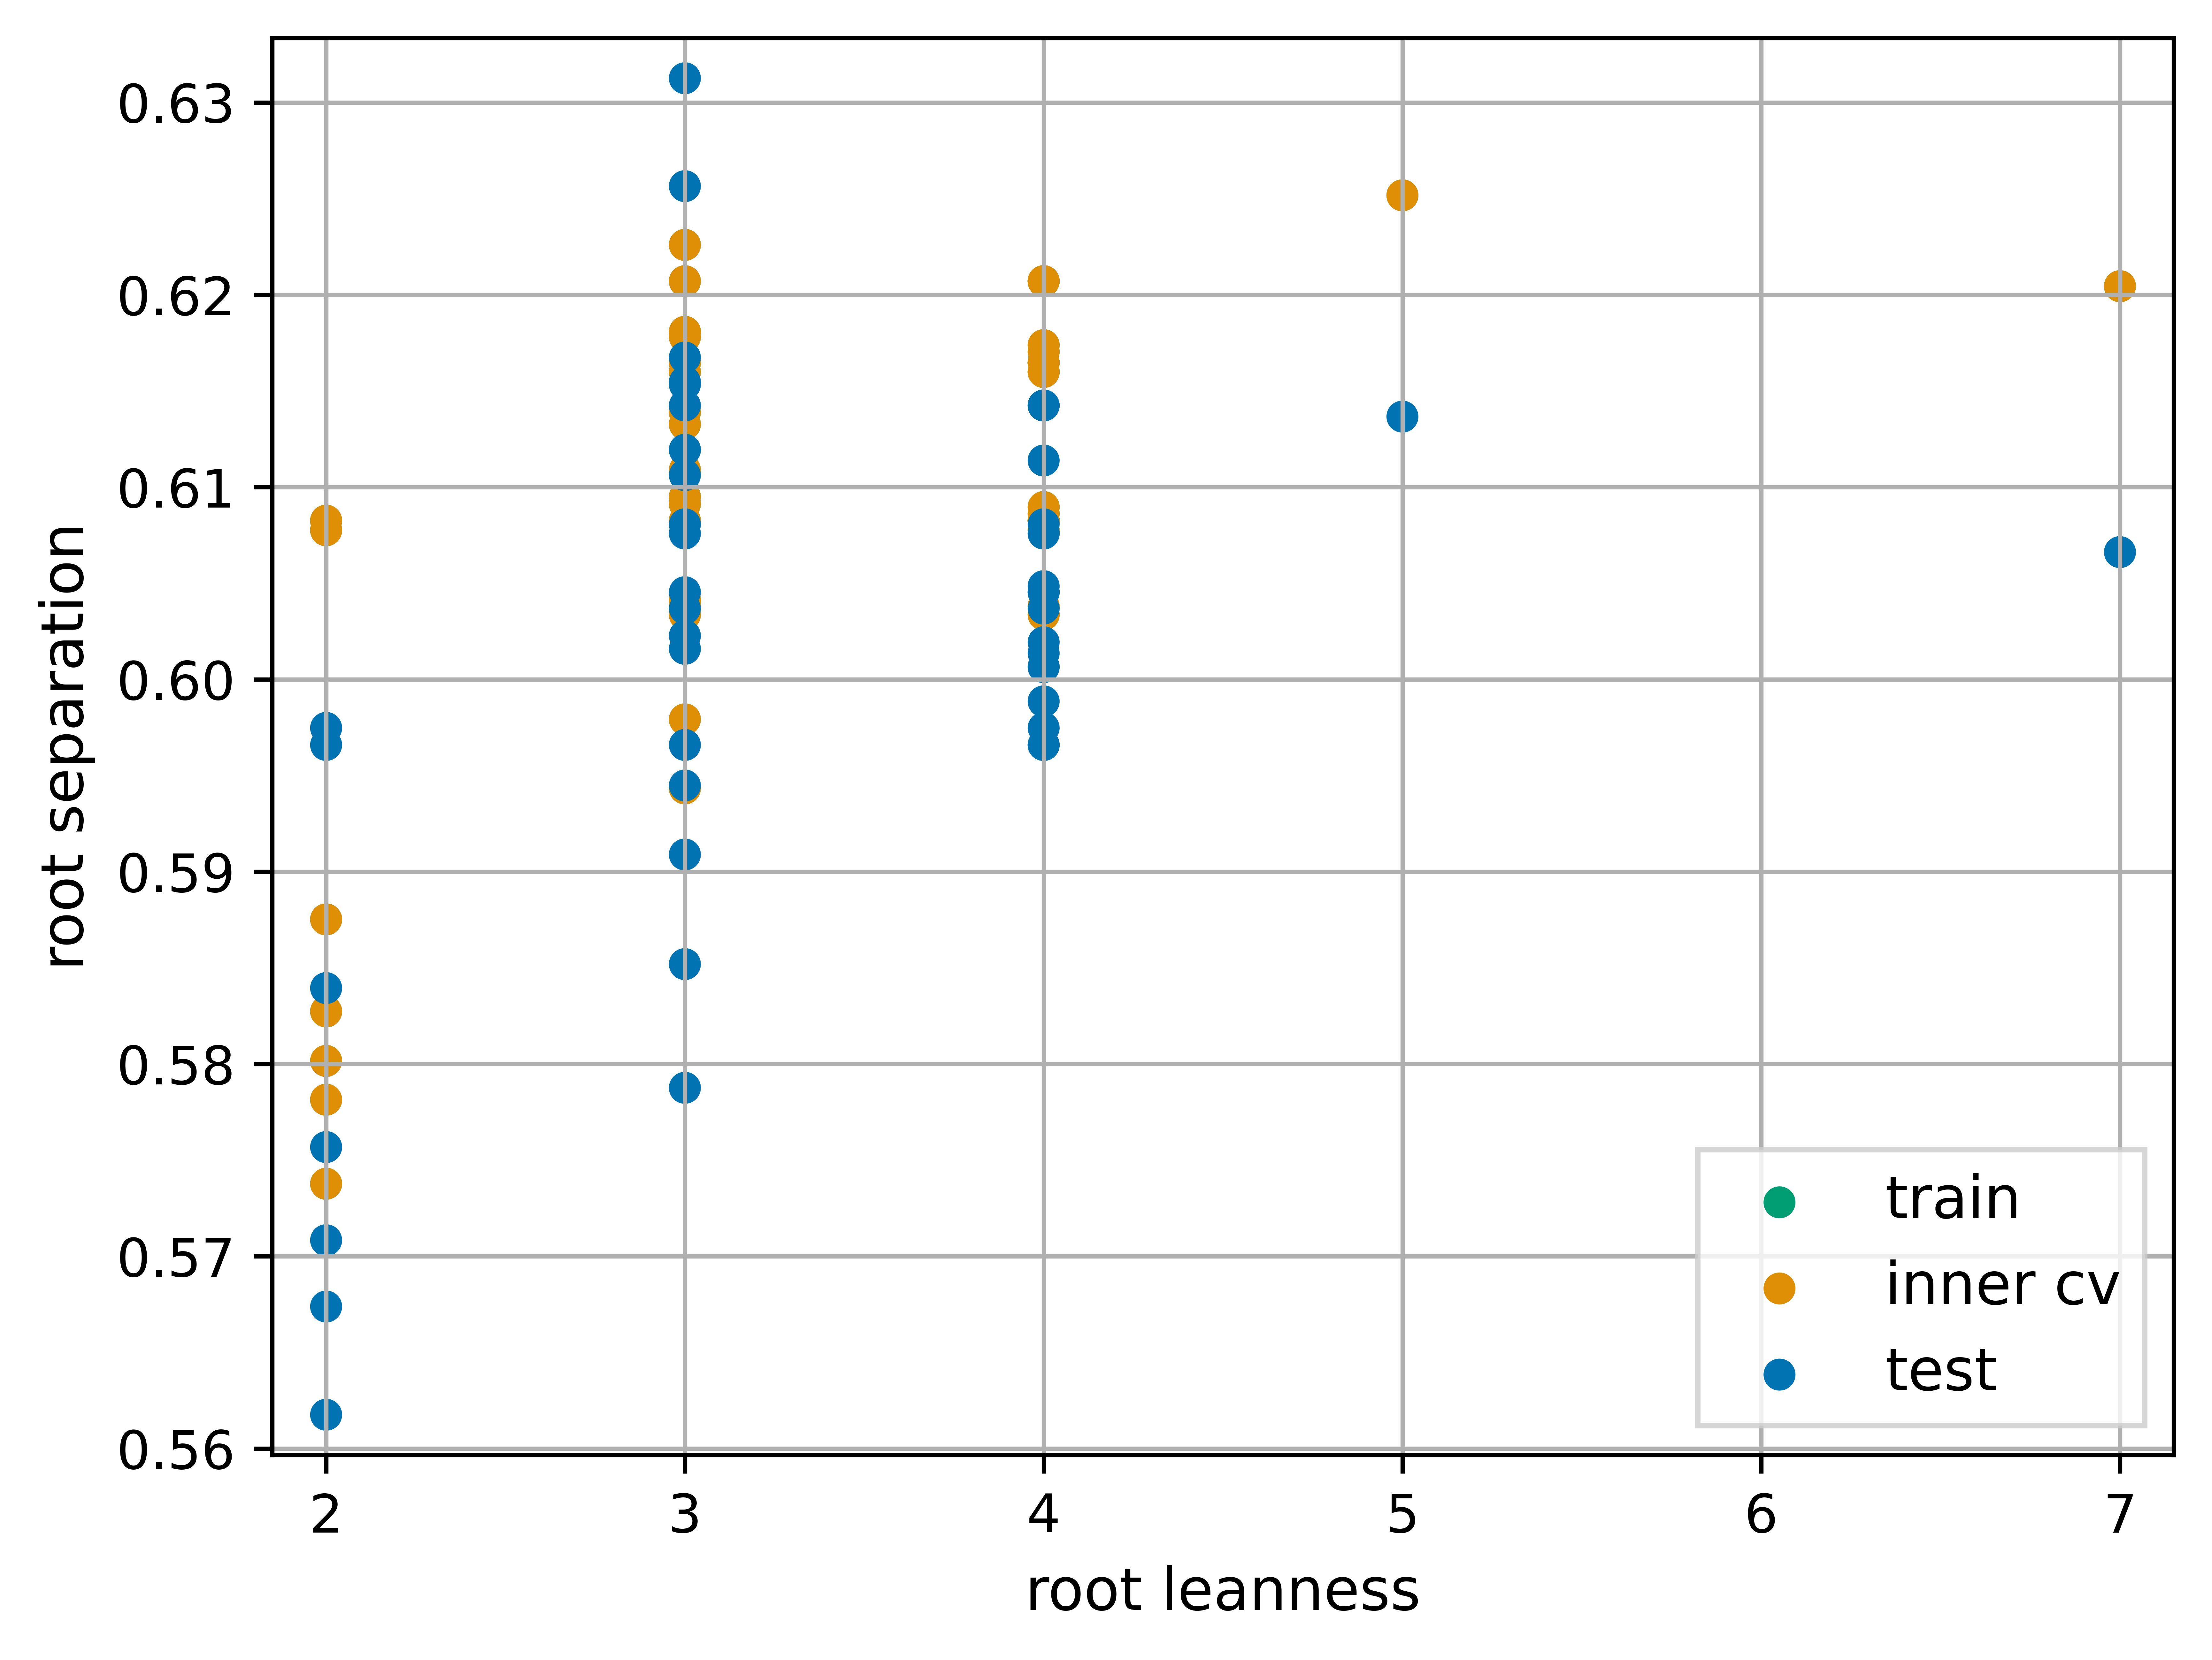 0.63
0.62
0.61
0.60
0.59
0.58
0.57
0.56
root separation
2 3 4 5 6 7
root leanness
train
inner cv
test